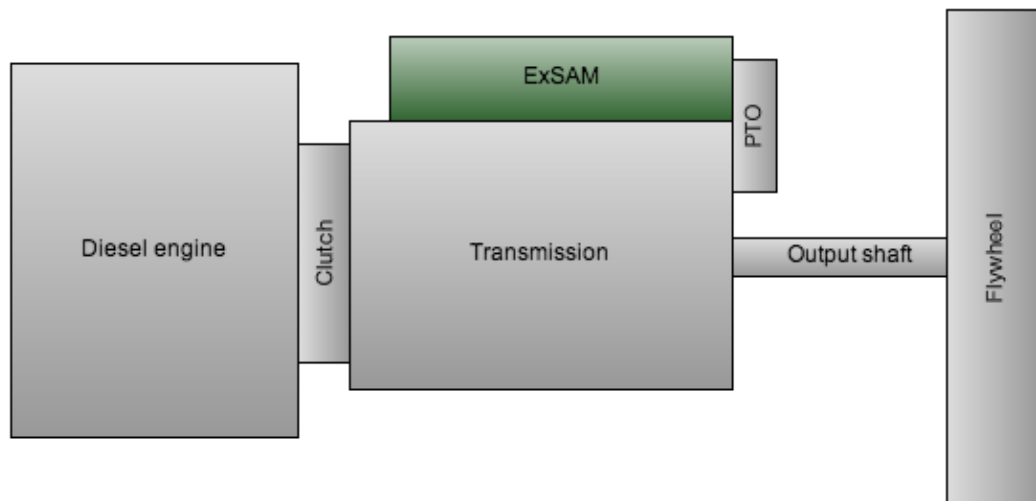 ExSAM
PTO
Diesel engine
Clutch
Transmission
Output shaft
Flywheel